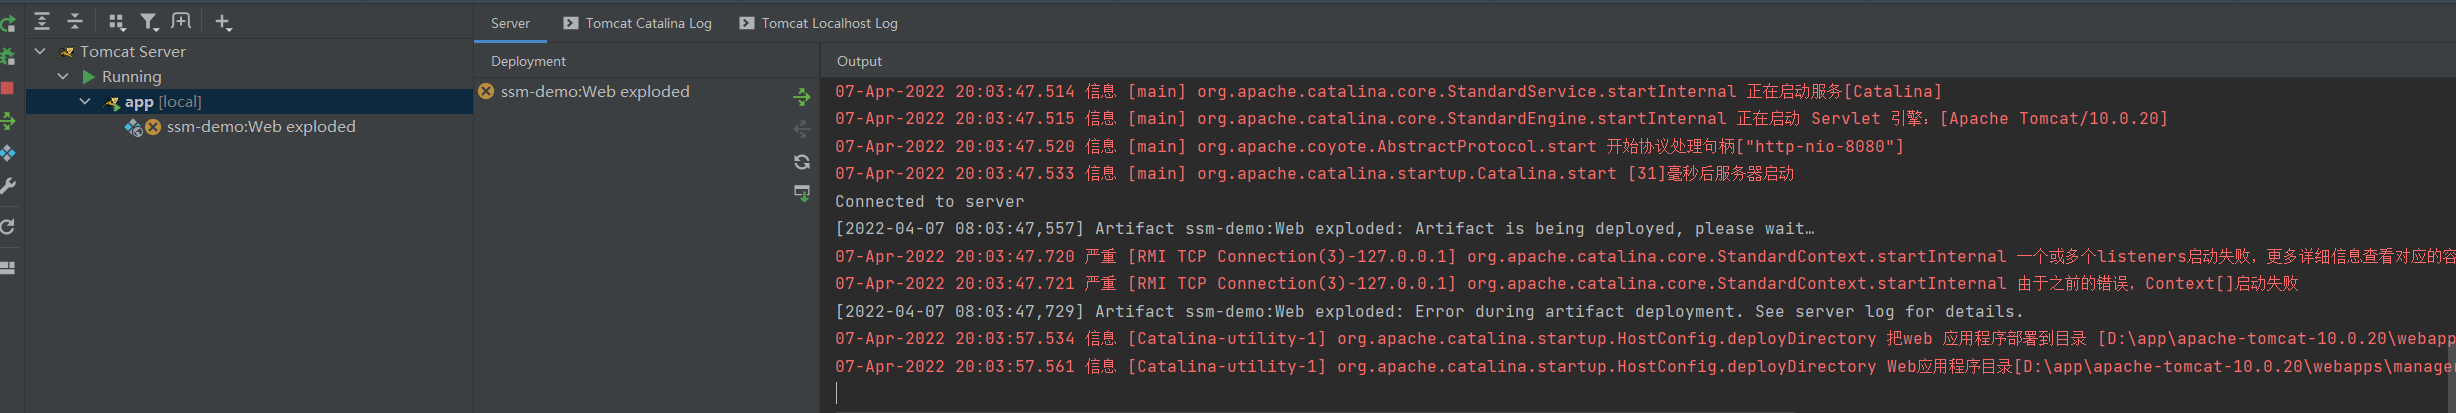 Server
Tomcat Catalina Log
Tomcat Localhost Log
Tomcat Server
Running
app [local]
ssm-demo:Web exploded
Deployment
ssm-demo:Web exploded
Output
07-Apr-2022 20:03:47.514 信息 [main] org.apache.catalina.core.StandardService.startInternal 正在启动服务[Catalina]
07-Apr-2022 20:03:47.515 信息 [main] org.apache.catalina.core.StandardEngine.startInternal 正在启动 Servlet 引擎：[Apache Tomcat/10.0.20]
07-Apr-2022 20:03:47.520 信息 [main] org.apache.coyote.AbstractProtocol.start 开始协议处理句柄["http-nio-8080"]
07-Apr-2022 20:03:47.533 信息 [main] org.apache.catalina.startup.Catalina.start [31]毫秒后服务器启动
Connected to server
[2022-04-07 08:03:47,557] Artifact ssm-demo:Web exploded: Artifact is being deployed, please wait…
07-Apr-2022 20:03:47.720 严重 [RMI TCP Connection(3)-127.0.0.1] org.apache.catalina.core.StandardContext.startInternal 一个或多个listeners启动失败，更多详细信息查看对应的容
07-Apr-2022 20:03:47.721 严重 [RMI TCP Connection(3)-127.0.0.1] org.apache.catalina.core.StandardContext.startInternal 由于之前的错误，Context[]启动失败
[2022-04-07 08:03:47,729] Artifact ssm-demo:Web exploded: Error during artifact deployment. See server log for details.
07-Apr-2022 20:03:57.534 信息 [Catalina-utility-1] org.apache.catalina.startup.HostConfig.deployDirectory 把web 应用程序部署到目录 [D:\app\apache-tomcat-10.0.20\webapp
07-Apr-2022 20:03:57.561 信息 [Catalina-utility-1] org.apache.catalina.startup.HostConfig.deployDirectory Web应用程序目录[D:\app\apache-tomcat-10.0.20\webapps\manager